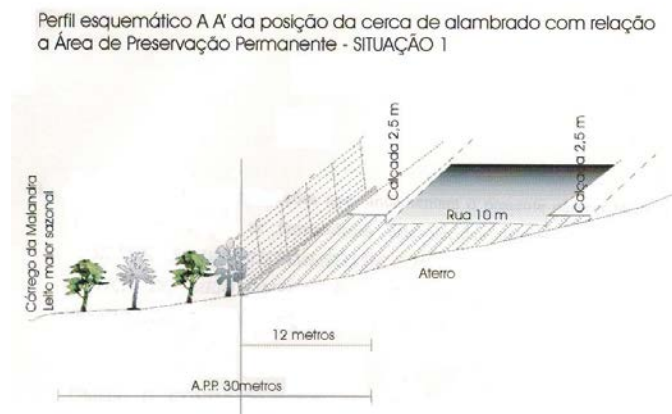 Perfil esquemático A A' da posição da cerca de alambrado com relação
a Área de Preservação Permanente - SITUAÇÃO 1
Córrego da Malandra
Leito maior sazonal
Calçada 2,5 m
Calçada 2,5 m
Rua 10 m
Aterro
12 metros
A.P.P. 30metros